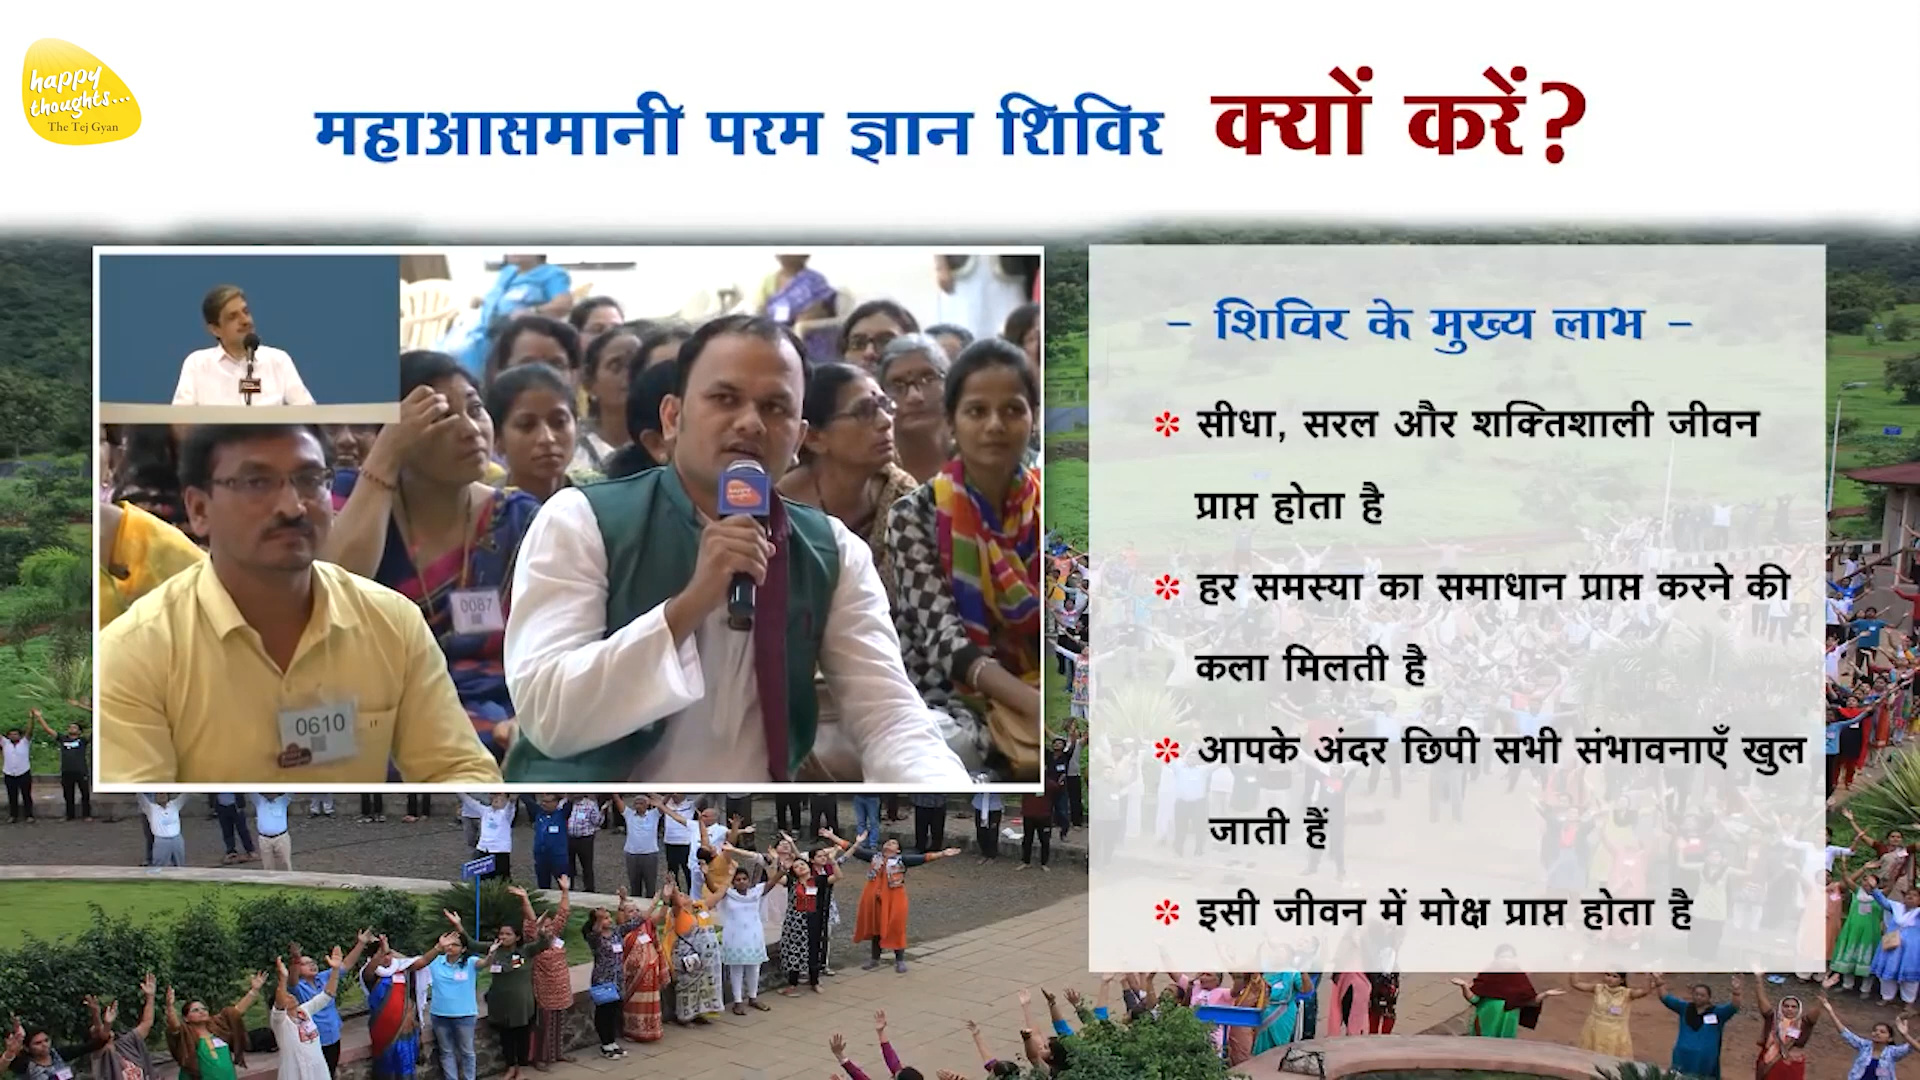 happy
thoughts...
The Tej Gyan
महाआसमानी परम ज्ञान शिविर क्यों करें?
0087
0610
- शिविर के मुख्य लाभ -
* सीधा, सरल और शक्तिशाली जीवन
प्राप्त होता है
* हर समस्या का समाधान प्राप्त करने की
कला मिलती है
* आपके अंदर छिपी सभी संभावनाएँ खुल
जाती हैं
* इसी जीवन में मोक्ष प्राप्त होता है